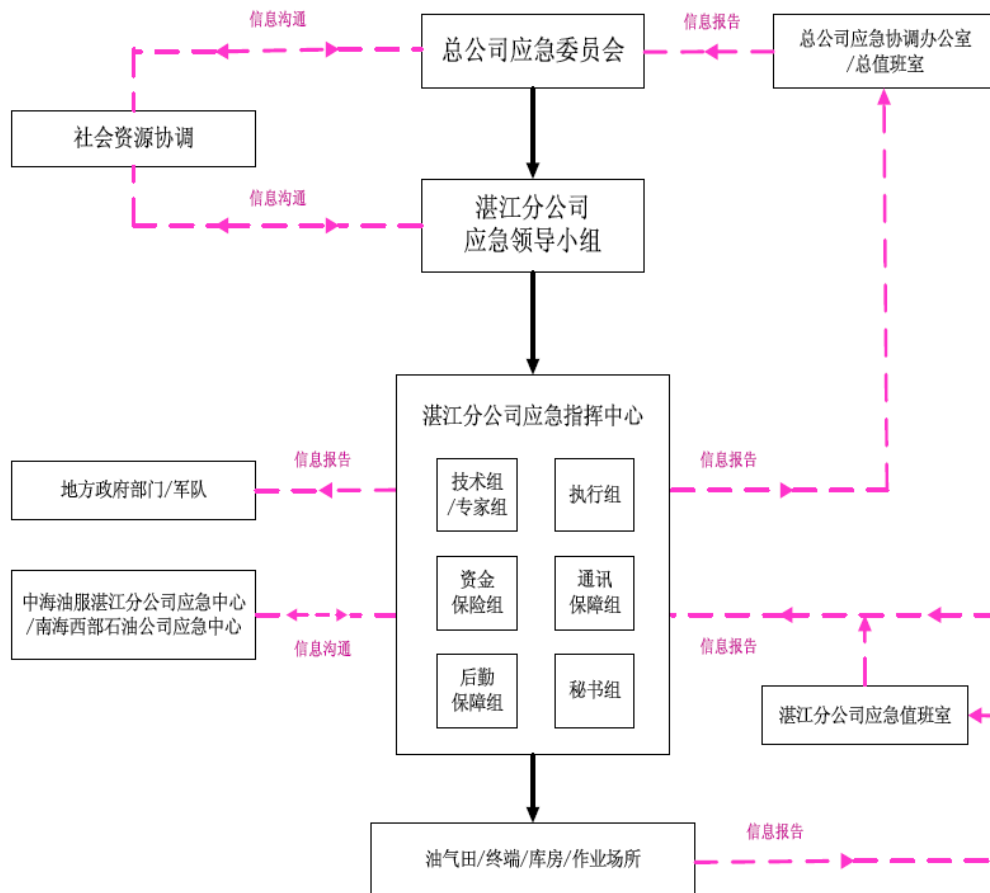 信息沟通
信息报告
总公司应急委员会
总公司应急协调办公室
/总值班室
社会资源协调
信息沟通
湛江分公司
应急领导小组
湛江分公司应急指挥中心
信息报告
信息报告
地方政府部门/军队
技术组
/专家组
执行组
中海油服湛江分公司应急中心
/南海西部石油公司应急中心
资金
保险组
通讯
保障组
信息沟通
信息报告
后勤
保障组
秘书组
湛江分公司应急值班室
油气田/终端/库房/作业场所
信息报告